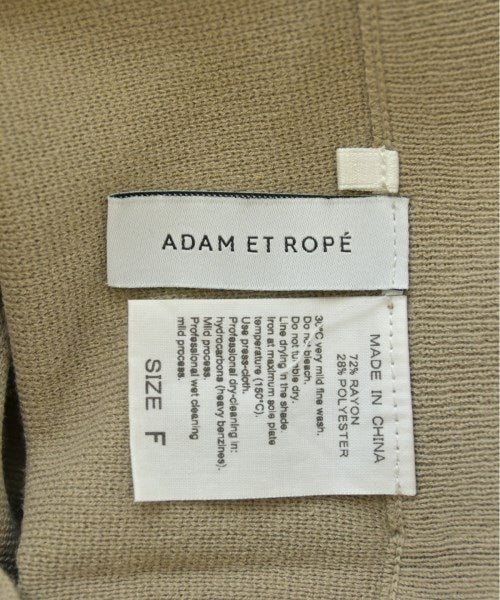 ADAM ET ROPÉ
MADE IN CHINA
72% RAYON
28% POLYESTER
30°C very mild fine wash.
Do not bleach.
Do not tumble dry.
Line drying in the shade.
Iron at maximum sole plate
temperature (150°C).
Use press-cloth.
Professional dry-cleaning in:
hydrocarbons (heavy benzines).
Mild process.
Professional wet cleaning
mild process.
SIZE F